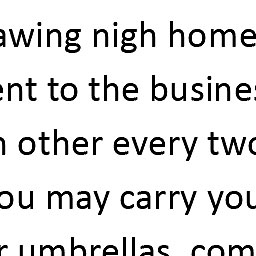 awing nigh home
ent to the busines
other every two
ou may carry you
umbrellas, com